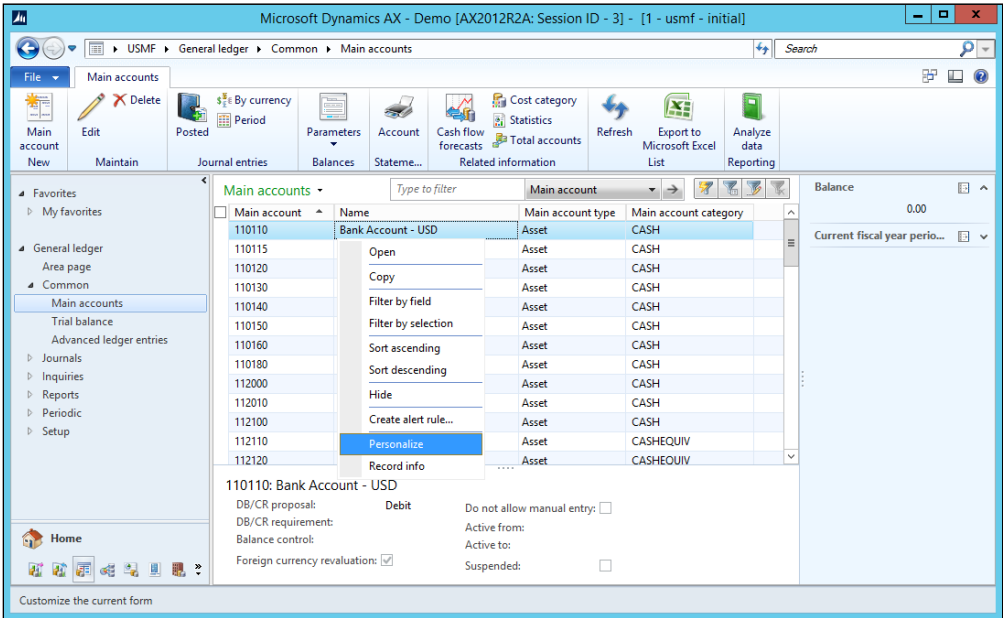 Microsoft Dynamics AX - Demo [AX2012R2A: Session ID - 3] - [1 - usmf - initial]
USMF General ledger Common Main accounts
Search
File
Main accounts
Main account
Edit
Delete
Posted
By currency
Period
Parameters
Account
Cash flow forecasts
Cost category
Statistics
Total accounts
Refresh
Export to Microsoft Excel
Analyze data
New Maintain Journal entries Balances Stateme... Related information List Reporting
Favorites
My favorites
General ledger
Area page
Common
Main accounts
Trial balance
Advanced ledger entries
Journals
Inquiries
Reports
Periodic
Setup
Home
Main accounts
Type to filter
Main account
Main account Name Main account type Main account category
110110 Bank Account - USD Asset CASH
110115 Asset CASH
110120 Asset CASH
110130 Asset CASH
110140 Asset CASH
110150 Asset CASH
110160 Asset CASH
110180 Asset CASH
112000 Asset CASH
112010 Asset CASH
112100 Asset CASH
112110 Asset CASHEQUIV
112120 Asset CASHEQUIV
Open
Copy
Filter by field
Filter by selection
Sort ascending
Sort descending
Hide
Create alert rule...
Personalize
Record info
110110: Bank Account - USD
DB/CR proposal: Debit
DB/CR requirement:
Balance control:
Foreign currency revaluation:
Do not allow manual entry:
Active from:
Active to:
Suspended:
Balance
0.00
Current fiscal year perio...
Customize the current form